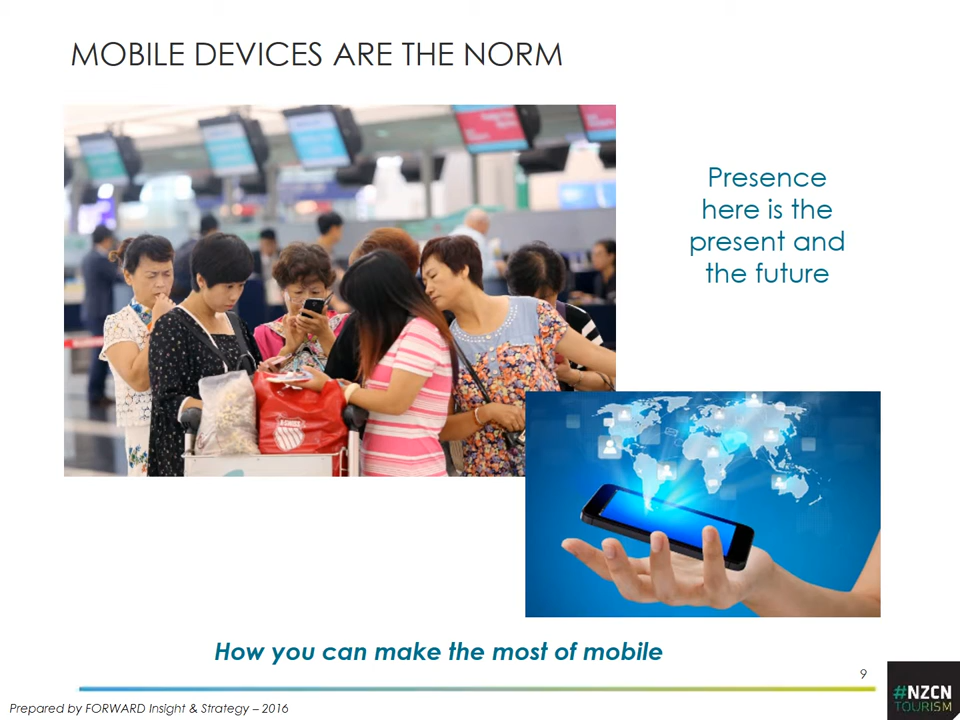 MOBILE DEVICES ARE THE NORM
Presence
here is the
present and
the future
How you can make the most of mobile
9
Prepared by FORWARD Insight & Strategy – 2016
#NZCN
TOURISM